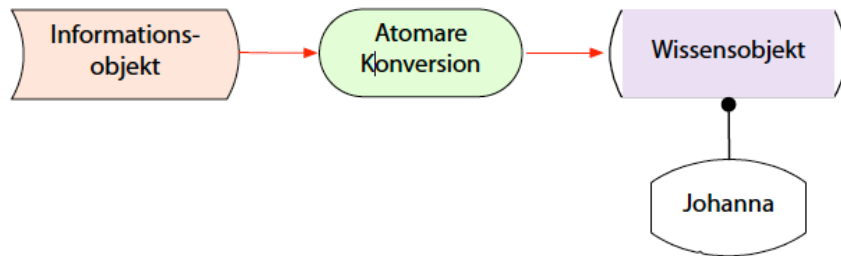 Informations-
objekt
Atomare
Konversion
Wissensobjekt
Johanna